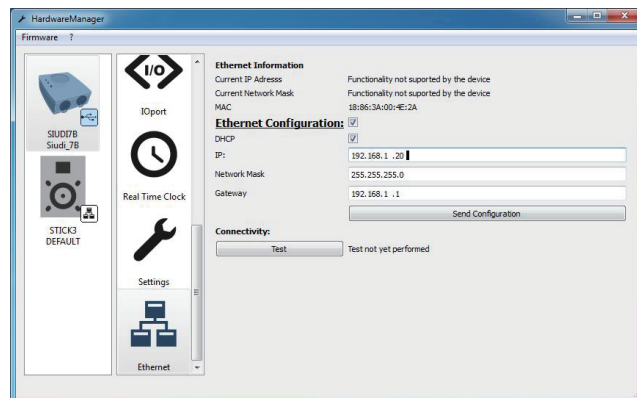 HardwareManager
Firmware ?
SIUDI7B
Siudi_7B
STICK3
DEFAULT
I/O
IOport
Real Time Clock
Settings
Ethernet
Ethernet Information
Current IP Adresss Functionality not suported by the device
Current Network Mask Functionality not suported by the device
MAC 18:86:3A:00:4E:2A
Ethernet Configuration:
DHCP
IP: 192.168.1 .20
Network Mask 255.255.255.0
Gateway 192.168.1 .1
Send Configuration
Connectivity:
Test Test not yet performed